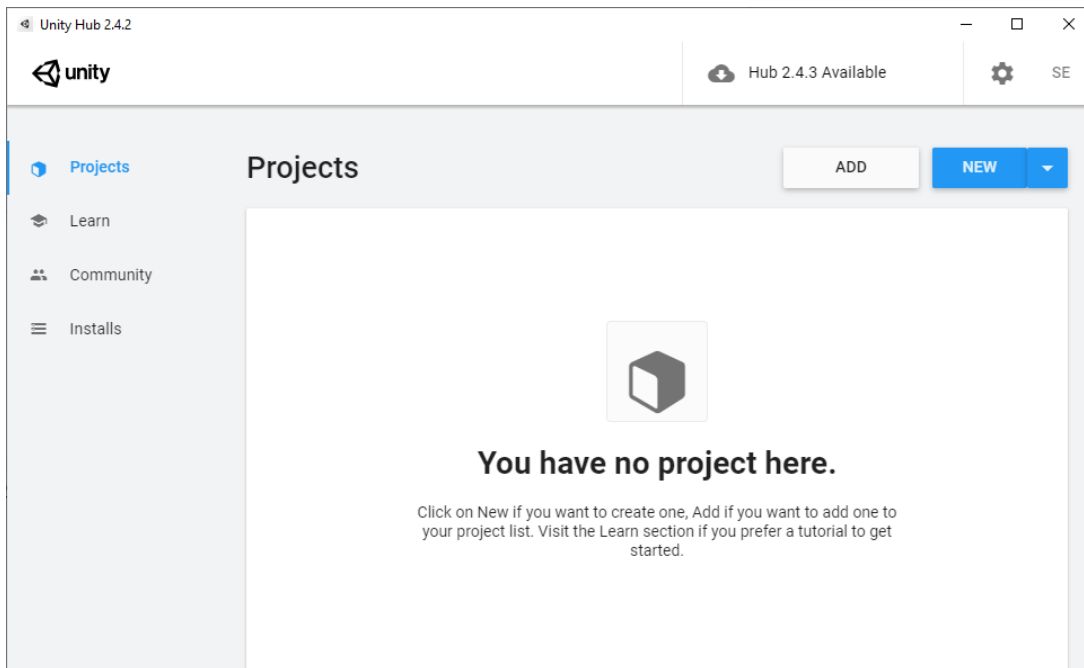 Unity Hub 2.4.2
unity
Hub 2.4.3 Available
SE
Projects
Learn
Community
Installs
Projects
ADD
NEW
You have no project here.
Click on New if you want to create one, Add if you want to add one to
your project list. Visit the Learn section if you prefer a tutorial to get
started.